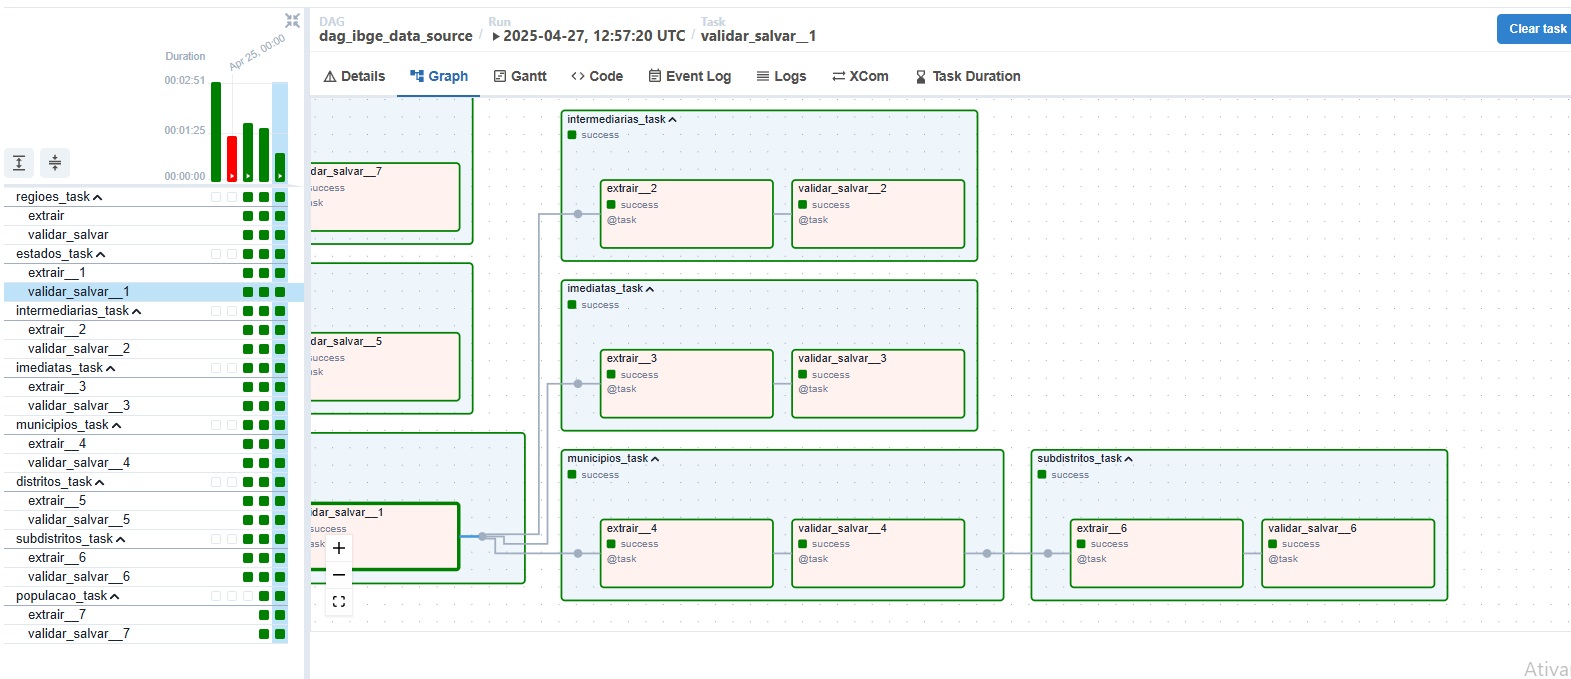 DAG
dag_ibge_data_source
/
Run
2025-04-27, 12:57:20 UTC
/
Task
validar_salvar__1
Clear task
Details
Graph
Gantt
Code
Event Log
Logs
XCom
Task Duration
Apr 25, 00:00
Duration
00:02:51
00:01:25
00:00:00
regioes_task
extrair
validar_salvar
estados_task
extrair__1
validar_salvar__1
intermediarias_task
extrair__2
validar_salvar__2
imediatas_task
extrair__3
validar_salvar__3
municipios_task
extrair__4
validar_salvar__4
distritos_task
extrair__5
validar_salvar__5
subdistritos_task
extrair__6
validar_salvar__6
populacao_task
extrair__7
validar_salvar__7
dar_salvar__7
success
sk
dar_salvar__5
success
sk
idar_salvar__1
success
ask
intermediarias_task
success
extrair__2
success
@task
validar_salvar__2
success
@task
imediatas_task
success
extrair__3
success
@task
validar_salvar__3
success
@task
municipios_task
success
extrair__4
success
@task
validar_salvar__4
success
@task
subdistritos_task
success
extrair__6
success
@task
validar_salvar__6
success
@task
Ativa